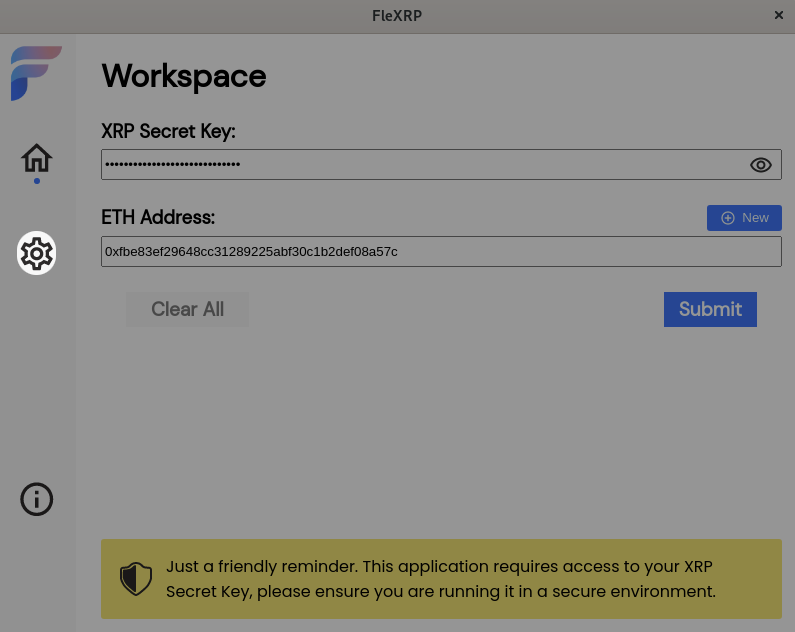 FleXRP
Workspace
XRP Secret Key:
•••••••••••••••••••••••••••••
ETH Address:
New
0xfbe83ef29648cc31289225abf30c1b2def08a57c
Clear All
Submit
Just a friendly reminder. This application requires access to your XRP
Secret Key, please ensure you are running it in a secure environment.